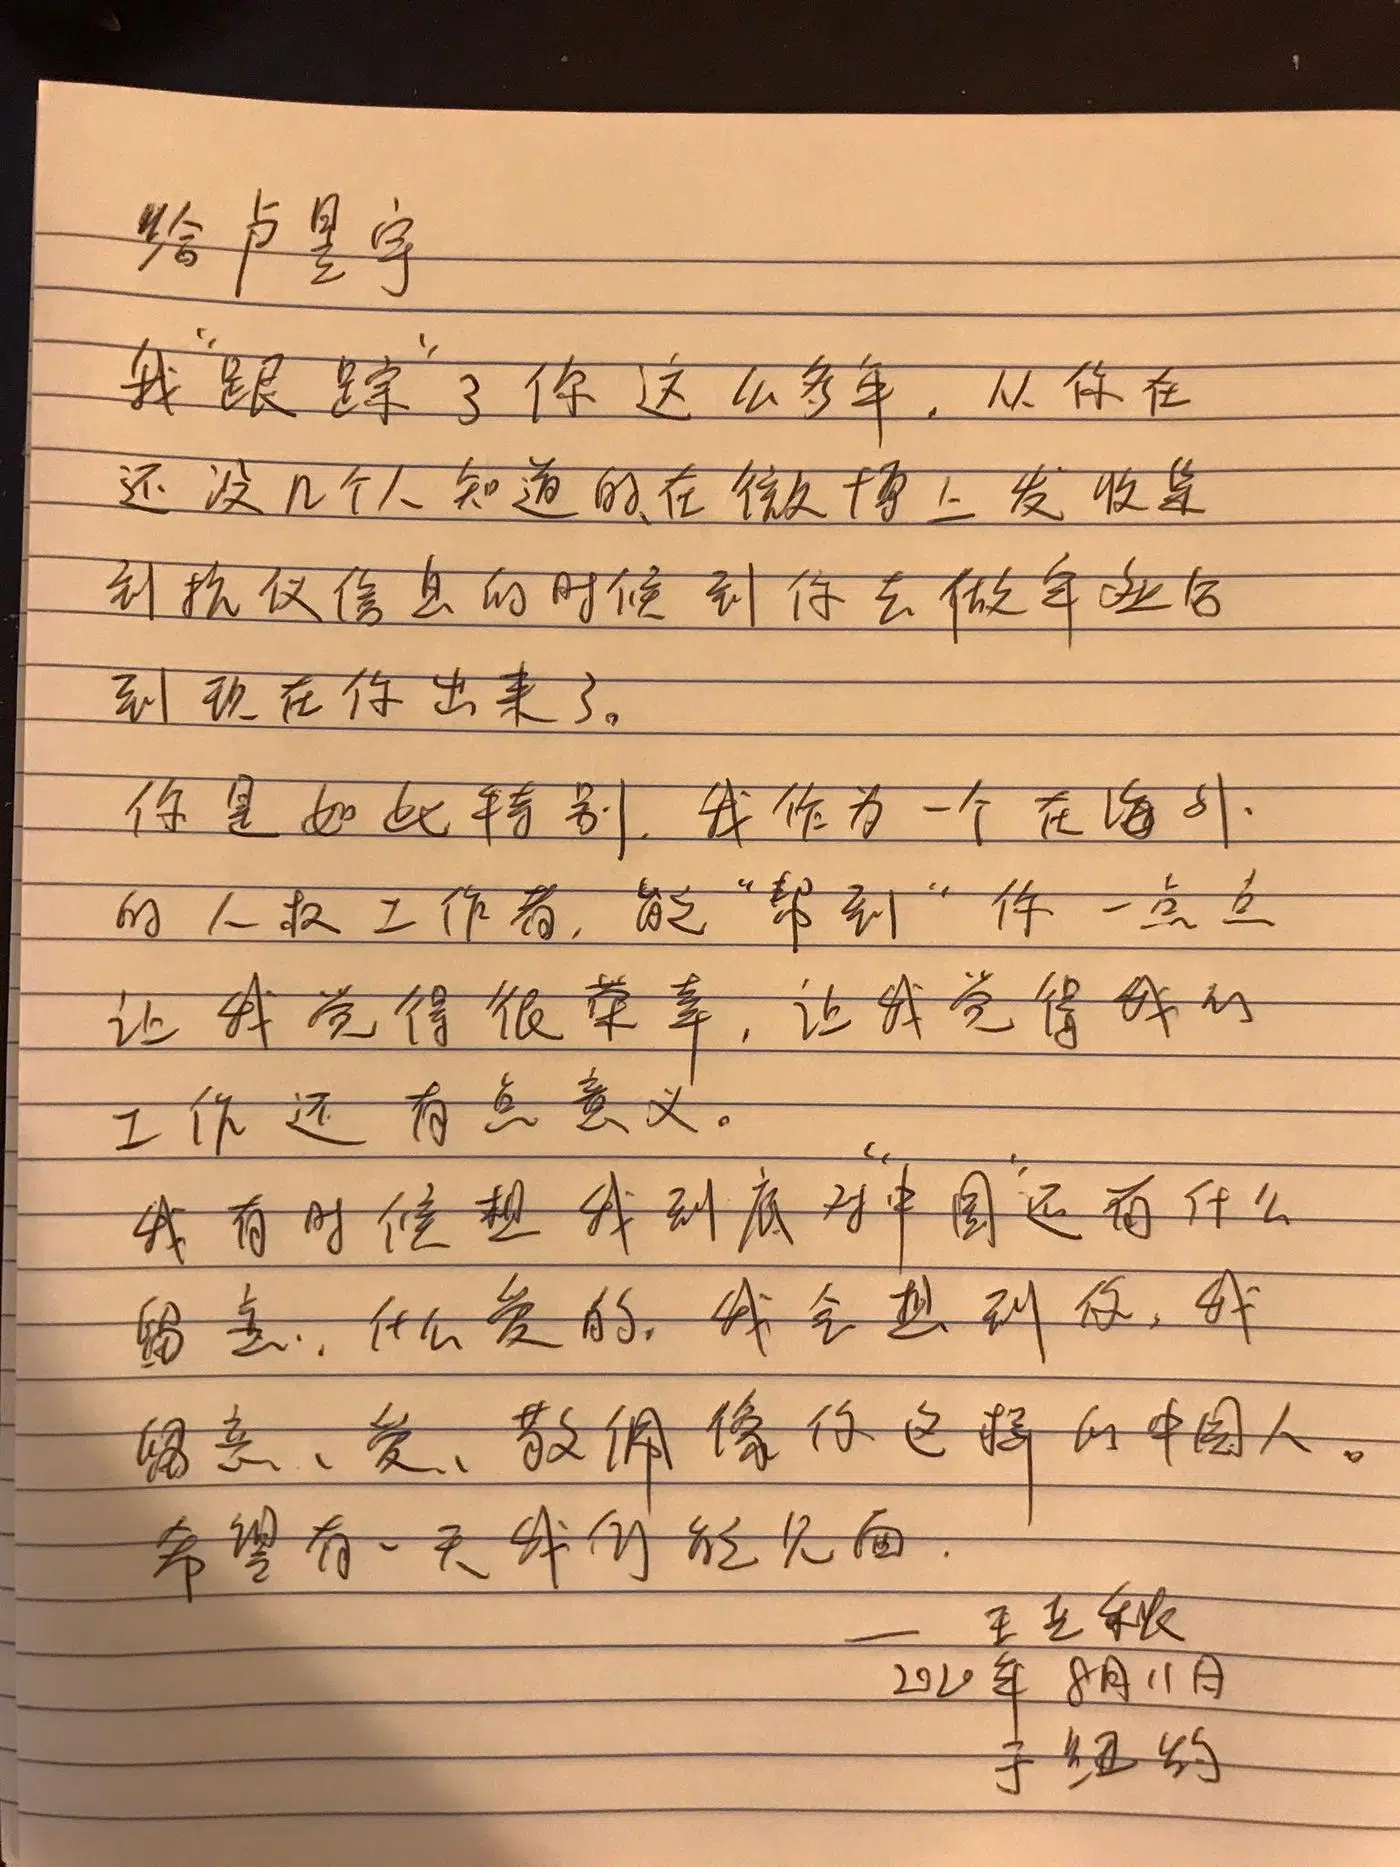 给卢昱宇
我“跟踪”了你这么多年，从你在
还没几个人知道的、在微博上发收集
到抗议信息的时候到你去做年
到现在你出来了。
你是如此特别，我作为一个在海外
的人权工作者，能“帮到”你一点点
让我觉得很荣幸，让我觉得我的
工作还有点意义。
我有时候想我到底对“中国”还有什么
留意，什么爱的，我会想到你，我
留意、爱、敬佩像你这样的中国人。
希望有一天我们能见面.
— 王 秋
2020年8月11日
于纽约